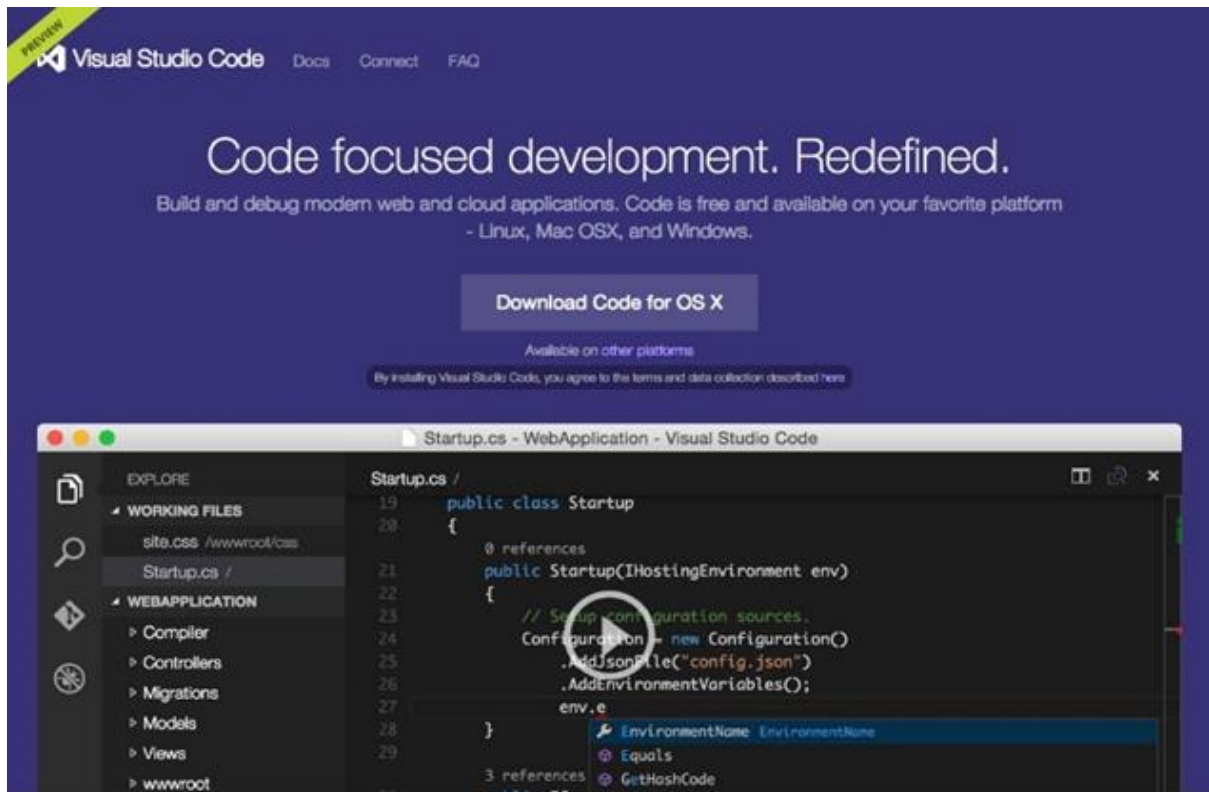 PREVIEW
Visual Studio Code Docs Connect FAQ
Code focused development. Redefined.
Build and debug modern web and cloud applications. Code is free and available on your favorite platform
- Linux, Mac OSX, and Windows.
Download Code for OS X
Available on other platforms
By installing Visual Studio Code, you agree to the terms and data collection described here
Startup.cs - WebApplication - Visual Studio Code
EXPLORE
WORKING FILES
site.css /wwwroot/css
Startup.cs /
WEBAPPLICATION
Compiler
Controllers
Migrations
Models
Views
wwwroot
Startup.cs /
19 public class Startup
20 {
0 references
21 public Startup(IHostingEnvironment env)
22 {
23 // Setup configuration sources.
24 Configuration = new Configuration()
25 .AddJsonFile("config.json")
26 .AddEnvironmentVariables();
27 env.e
28 }
29
EnvironmentName EnvironmentName
Equals
GetHashCode
3 references